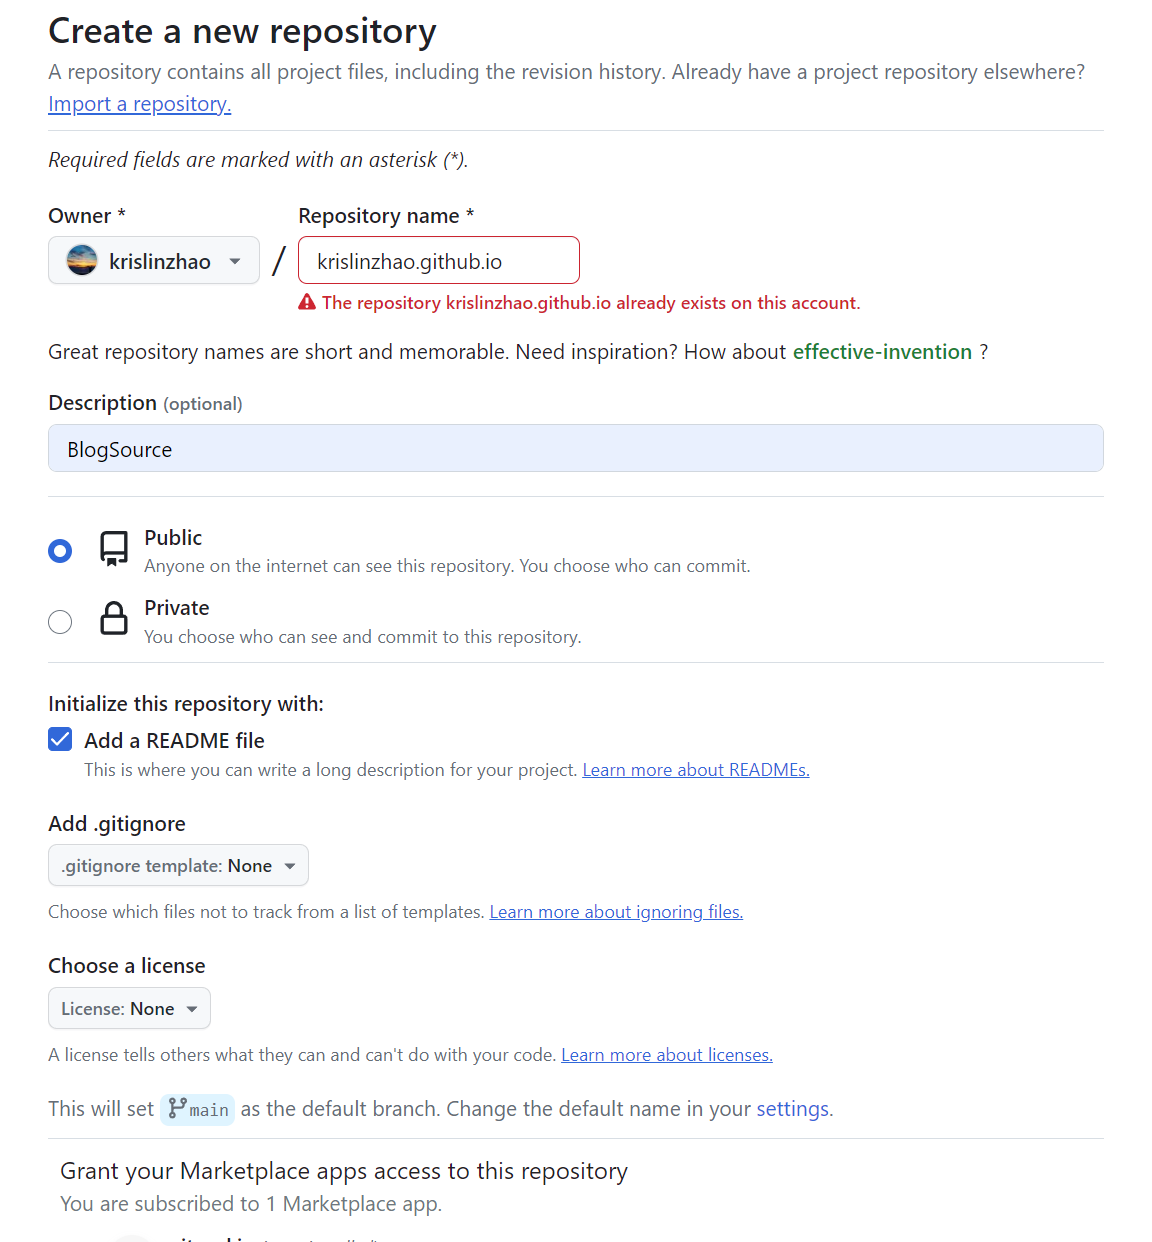 Create a new repository
A repository contains all project files, including the revision history. Already have a project repository elsewhere?
Import a repository.
Required fields are marked with an asterisk (*).
Owner *
Repository name *
krislinzhao
/
krislinzhao.github.io
The repository krislinzhao.github.io already exists on this account.
Great repository names are short and memorable. Need inspiration? How about effective-invention ?
Description (optional)
BlogSource
Public
Anyone on the internet can see this repository. You choose who can commit.
Private
You choose who can see and commit to this repository.
Initialize this repository with:
Add a README file
This is where you can write a long description for your project. Learn more about READMEs.
Add .gitignore
.gitignore template: None
Choose which files not to track from a list of templates. Learn more about ignoring files.
Choose a license
License: None
A license tells others what they can and can't do with your code. Learn more about licenses.
This will set main as the default branch. Change the default name in your settings.
Grant your Marketplace apps access to this repository
You are subscribed to 1 Marketplace app.